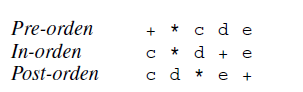 Pre-orden + * c d e
In-orden c * d + e
Post-orden c d * e +